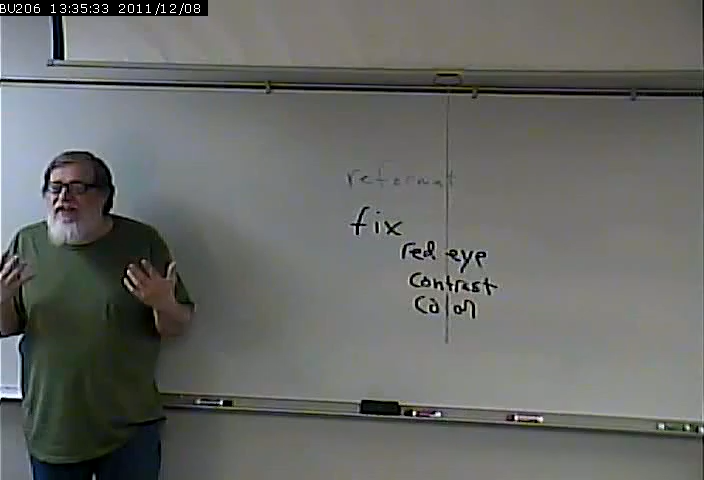 BU206 13:35:33 2011/12/08
reformat
fix
red eye
contrast
color